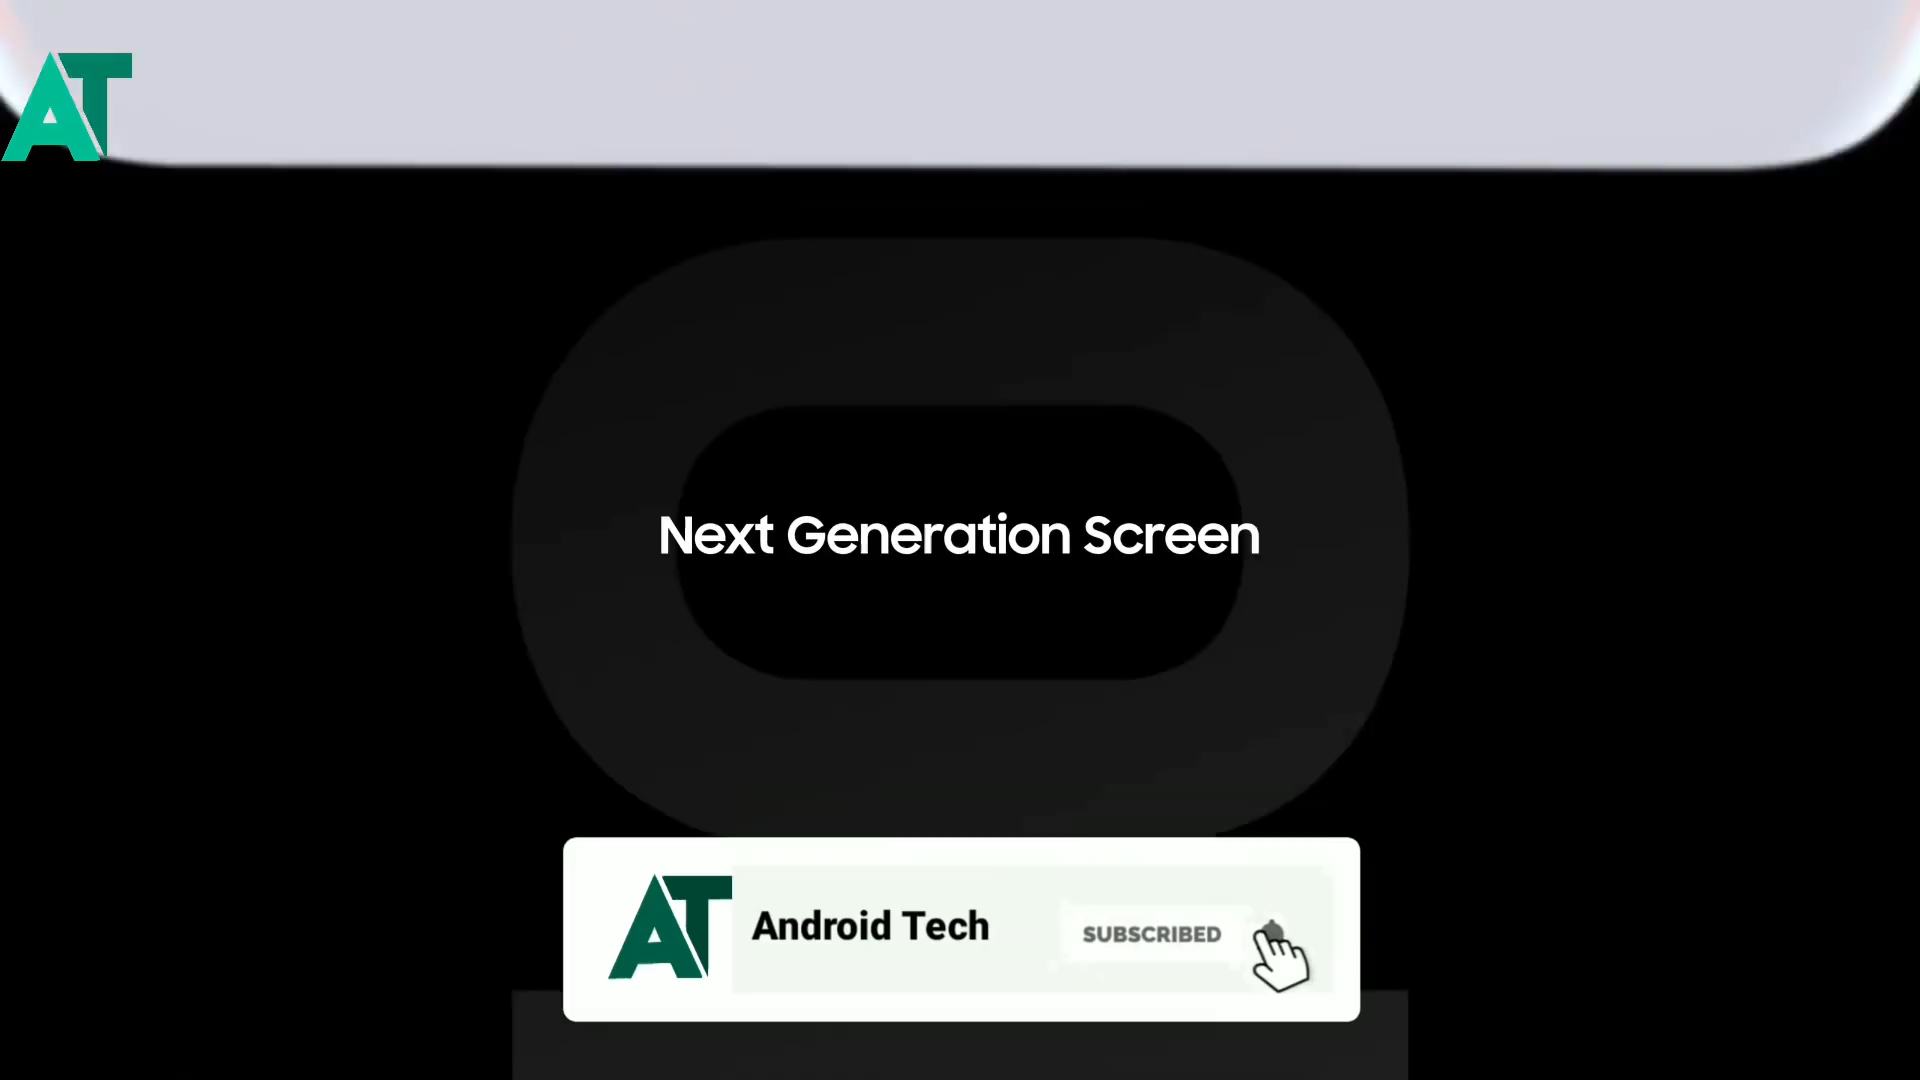 AT
Next Generation Screen
AT
Android Tech
SUBSCRIBED